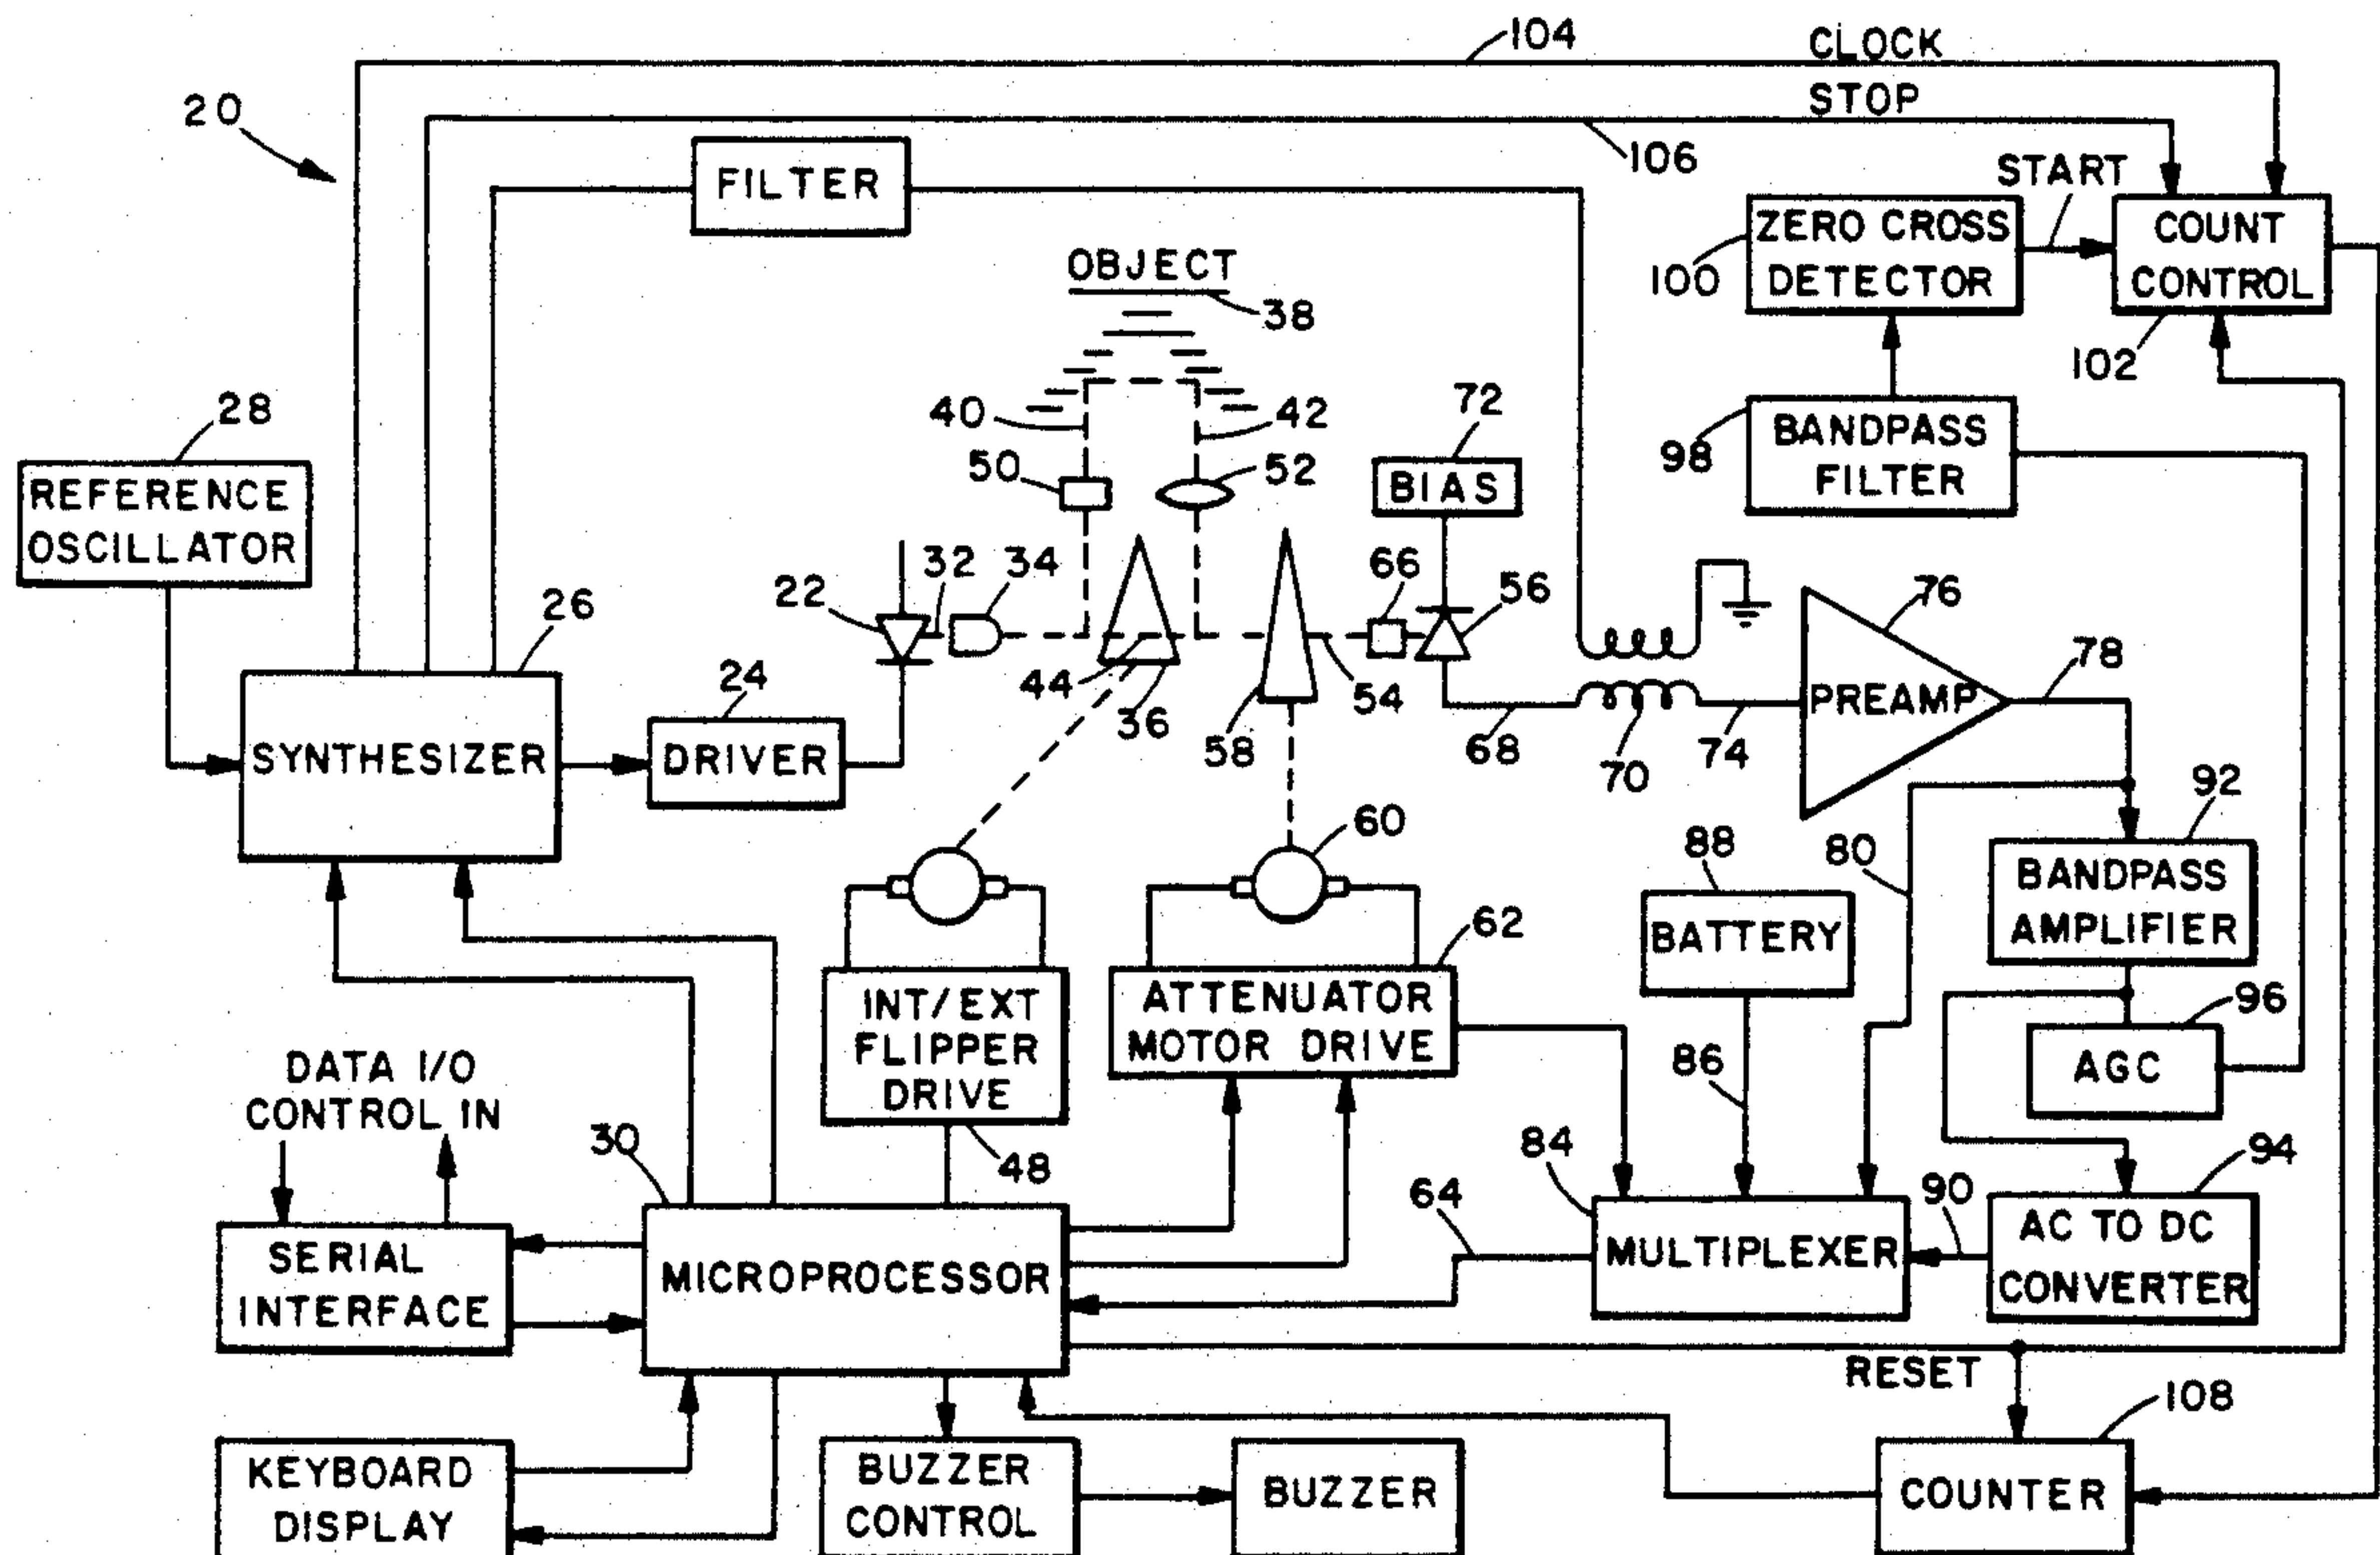 104
CLOCK
20
STOP
106
FILTER
START
ZERO CROSS
DETECTOR
100
COUNT
CONTROL
OBJECT
38
102
28
40
42
72
BANDPASS
FILTER
98
50
52
BIAS
REFERENCE
OSCILLATOR
32
34
66
56
76
22
26
78
24
44
36
54
58
PREAMP
SYNTHESIZER
DRIVER
68
70
74
92
60
88
80
BANDPASS
AMPLIFIER
BATTERY
62
INT/EXT
FLIPPER
DRIVE
ATTENUATOR
MOTOR DRIVE
96
DATA I/O
CONTROL IN
86
AGC
30
48
84
94
64
90
SERIAL
INTERFACE
MICROPROCESSOR
MULTIPLEXER
AC TO DC
CONVERTER
RESET
108
KEYBOARD
DISPLAY
BUZZER
CONTROL
BUZZER
COUNTER